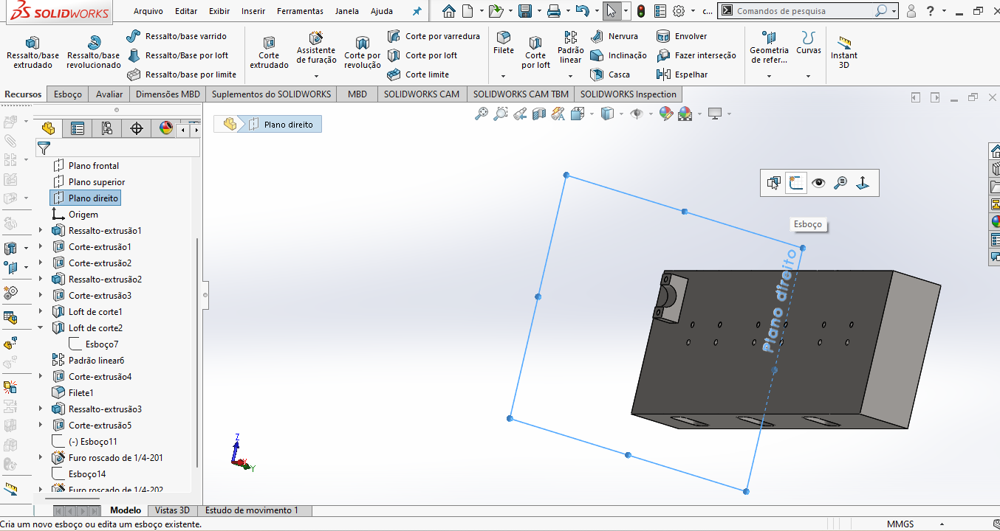 SOLIDWORKS
Arquivo Editar Exibir Inserir Ferramentas Janela Ajuda
c...
Comandos de pesquisa
Ressalto/base extrudado
Ressalto/base revolucionado
Ressalto/base varrido
Ressalto/Base por loft
Ressalto/base por limite
Corte extrudado
Assistente de furação
Corte por revolução
Corte por varredura
Corte por loft
Corte limite
Filete
Corte por loft
Padrão linear
Nervura
Inclinação
Casca
Envolver
Fazer interseção
Espelhar
Geometria de refer...
Curvas
Instant 3D
Recursos Esboço Avaliar Dimensões MBD Suplementos do SOLIDWORKS MBD SOLIDWORKS CAM SOLIDWORKS CAM TBM SOLIDWORKS Inspection
Plano direito
Plano frontal
Plano superior
Plano direito
Origem
Ressalto-extrusão1
Corte-extrusão1
Corte-extrusão2
Ressalto-extrusão2
Corte-extrusão3
Loft de corte1
Loft de corte2
Esboço7
Padrão linear6
Corte-extrusão4
Filete1
Ressalto-extrusão3
Corte-extrusão5
(-) Esboço11
Furo roscado de 1/4-201
Esboço14
Furo roscado de 1/4-202
Esboço
Plano direito
Z
X
Y
Modelo Vistas 3D Estudo de movimento 1
Cria um novo esboço ou edita um esboço existente.
MMGS